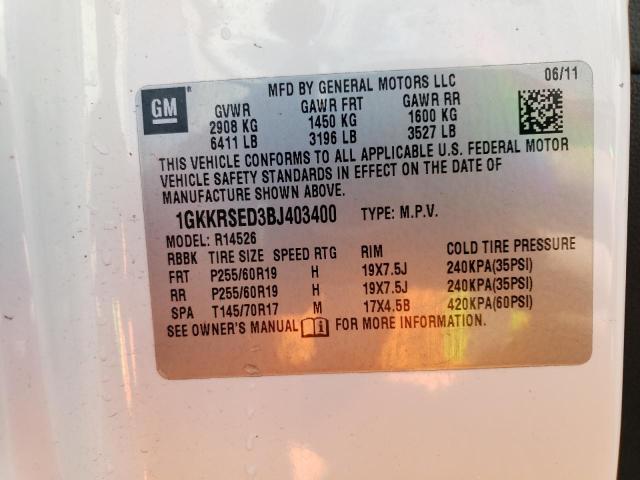 MFD BY GENERAL MOTORS LLC 06/11
GM ®
GVWR GAWR FRT GAWR RR
2908 KG 1450 KG 1600 KG
6411 LB 3196 LB 3527 LB
THIS VEHICLE CONFORMS TO ALL APPLICABLE U.S. FEDERAL MOTOR
VEHICLE SAFETY STANDARDS IN EFFECT ON THE DATE OF
MANUFACTURE SHOWN ABOVE.
1GKKRSED3BJ403400 TYPE: M.P.V.
MODEL: R14526
RBBK TIRE SIZE SPEED RTG RIM COLD TIRE PRESSURE
FRT P255/60R19 H 19X7.5J 240KPA(35PSI)
RR P255/60R19 H 19X7.5J 240KPA(35PSI)
SPA T145/70R17 M 17X4.5B 420KPA(60PSI)
SEE OWNER'S MANUAL FOR MORE INFORMATION.